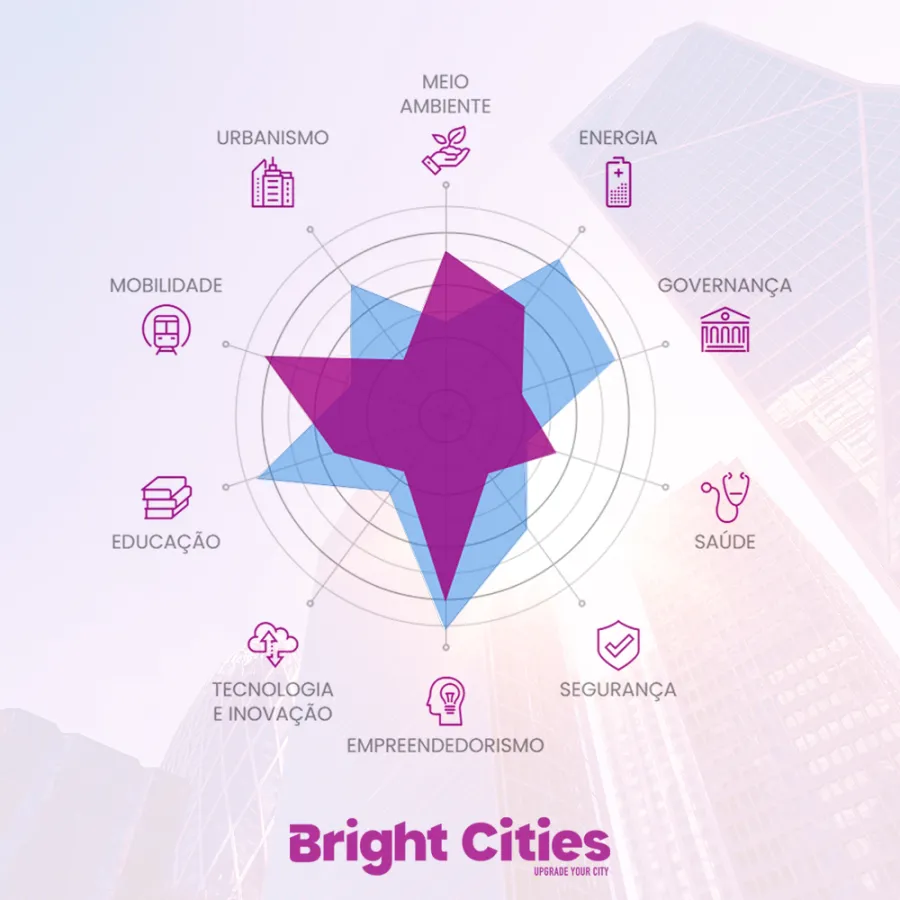 MEIO
AMBIENTE
URBANISMO
ENERGIA
MOBILIDADE
GOVERNANÇA
EDUCAÇÃO
SAÚDE
TECNOLOGIA
E INOVAÇÃO
SEGURANÇA
EMPREENDEDORISMO
Bright Cities
UPGRADE YOUR CITY